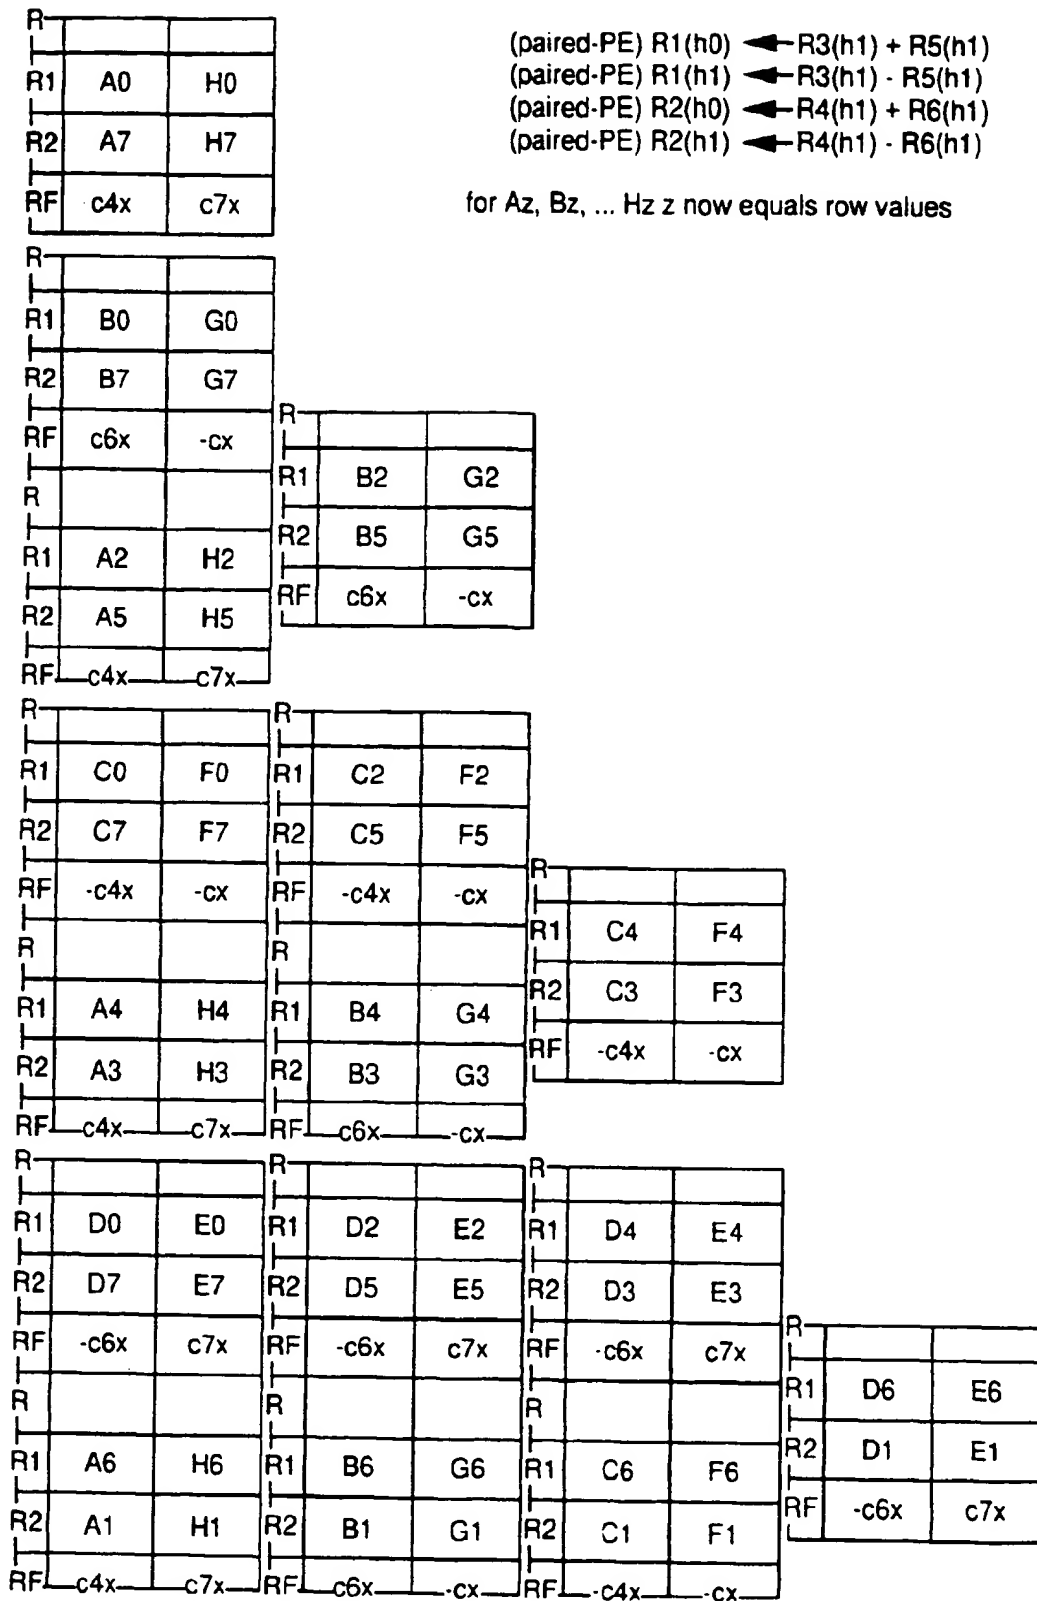 (paired-PE) R1(h0) ◄ R3(h1) + R5(h1)
(paired-PE) R1(h1) ◄ R3(h1) - R5(h1)
(paired-PE) R2(h0) ◄ R4(h1) + R6(h1)
(paired-PE) R2(h1) ◄ R4(h1) - R6(h1)
for Az, Bz, ... Hz z now equals row values
R
R1 A0 H0
R2 A7 H7
RF c4x c7x
R
R1 B0 G0
R2 B7 G7
RF c6x -cx
R
R1 A2 H2
R2 A5 H5
RF c4x c7x
R
R1 B2 G2
R2 B5 G5
RF c6x -cx
R
R1 C0 F0
R2 C7 F7
RF -c4x -cx
R
R1 A4 H4
R2 A3 H3
RF c4x c7x
R
R1 C2 F2
R2 C5 F5
RF -c4x -cx
R
R1 B4 G4
R2 B3 G3
RF c6x -cx
R
R1 C4 F4
R2 C3 F3
RF -c4x -cx
R
R1 D0 E0
R2 D7 E7
RF -c6x c7x
R
R1 A6 H6
R2 A1 H1
RF c4x c7x
R
R1 D2 E2
R2 D5 E5
RF -c6x c7x
R
R1 B6 G6
R2 B1 G1
RF c6x -cx
R
R1 D4 E4
R2 D3 E3
RF -c6x c7x
R
R1 C6 F6
R2 C1 F1
RF -c4x -cx
R
R1 D6 E6
R2 D1 E1
RF -c6x c7x